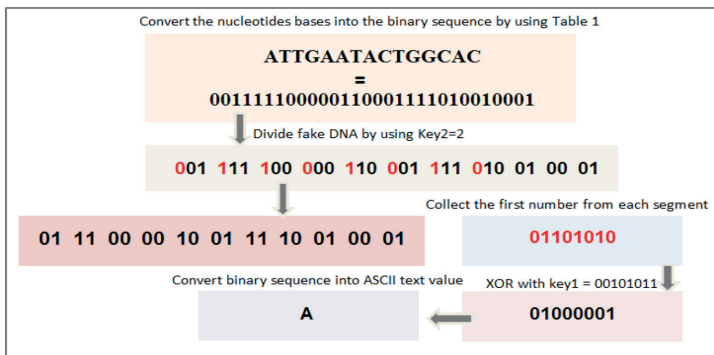 Convert the nucleotides bases into the binary sequence by using Table 1
ATTGAATACTGGCAC
=
001111100000110001111010010001
Divide fake DNA by using Key2=2
001 111 100 000 110 001 111 010 01 00 01
Collect the first number from each segment
01 11 00 00 10 01 11 10 01 00 01
01101010
Convert binary sequence into ASCII text value
XOR with key1 = 00101011
A
01000001